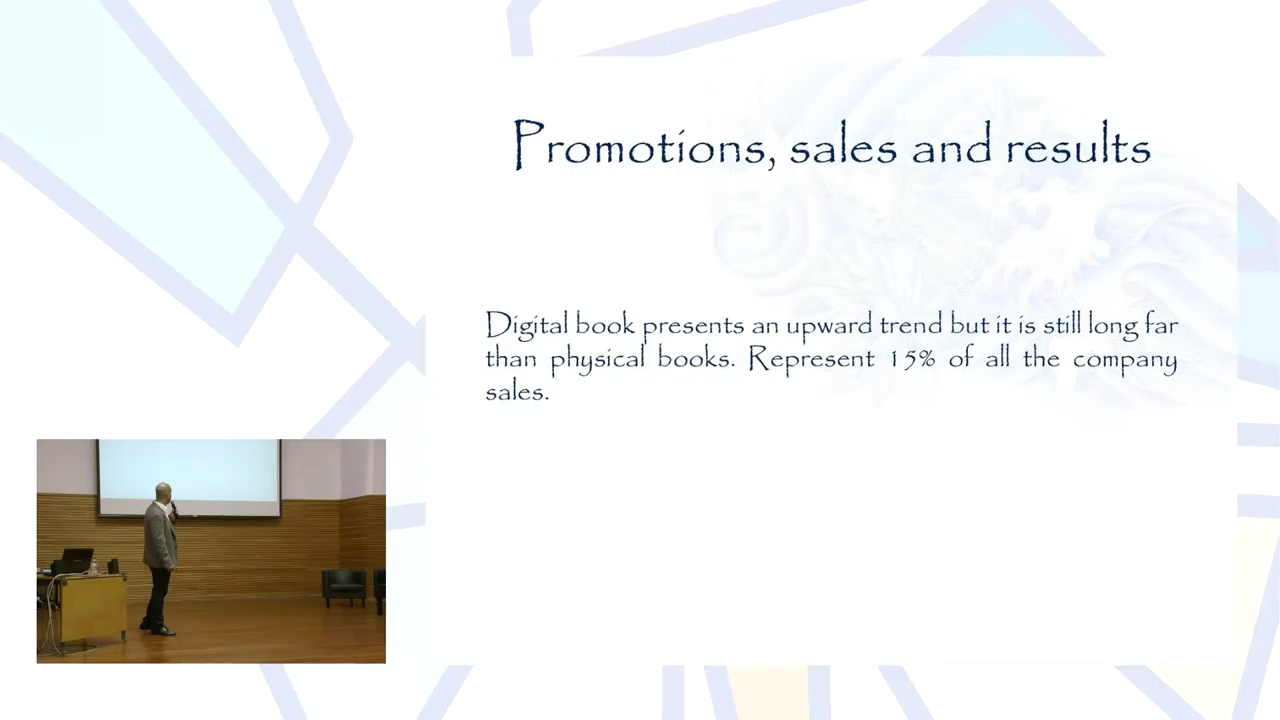 Promotions, sales and results
Digital book presents an upward trend but it is still long far
than physical books. Represent 15% of all the company
sales.